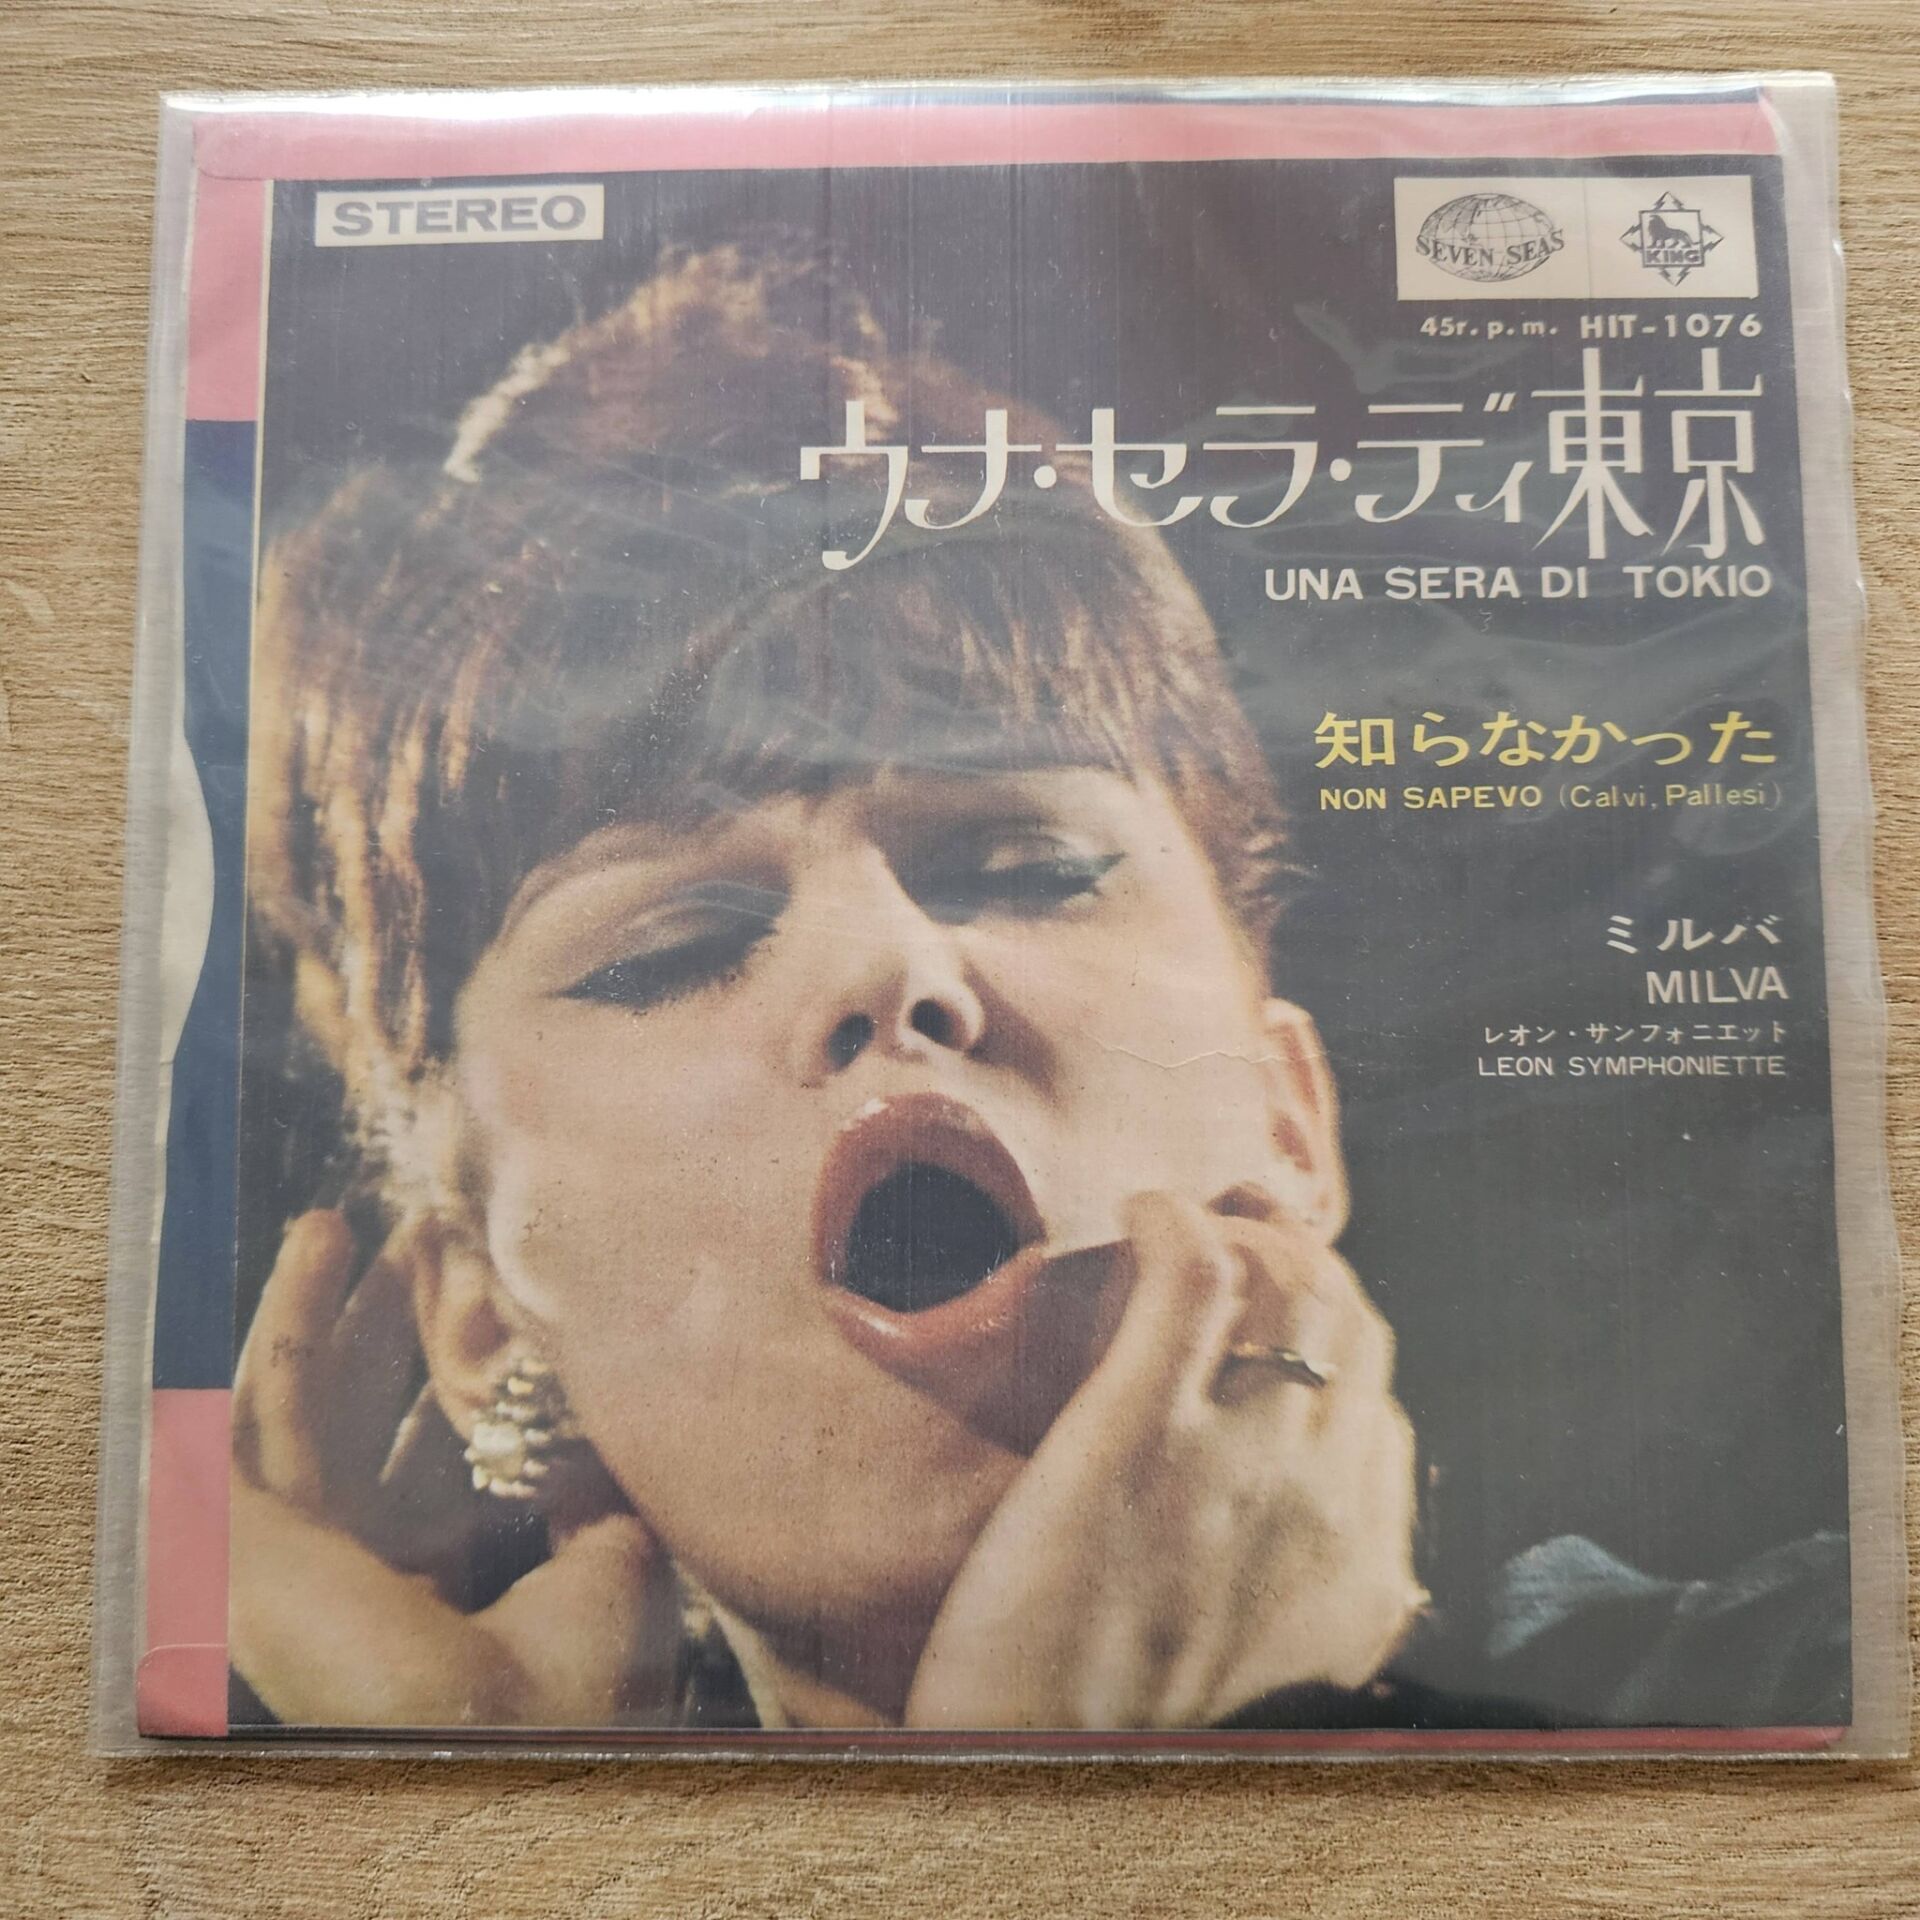 STEREO
SEVEN SEAS
KING
45r.p.m. HIT-1076
ウナ・セラ・ディ東京
UNA SERA DI TOKIO
知らなかった
NON SAPEVO (Calvi, Pallesi)
ミルバ
MILVA
レオン・サンフォニエット
LEON SYMPHONIETTE